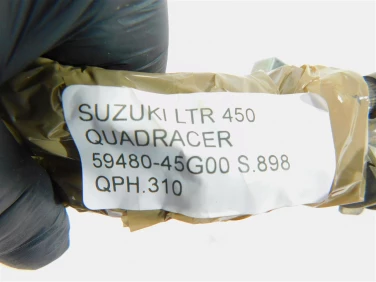 SUZUKI LTR 450
QUADRACER
59480-45G00 S.898
QPH.310